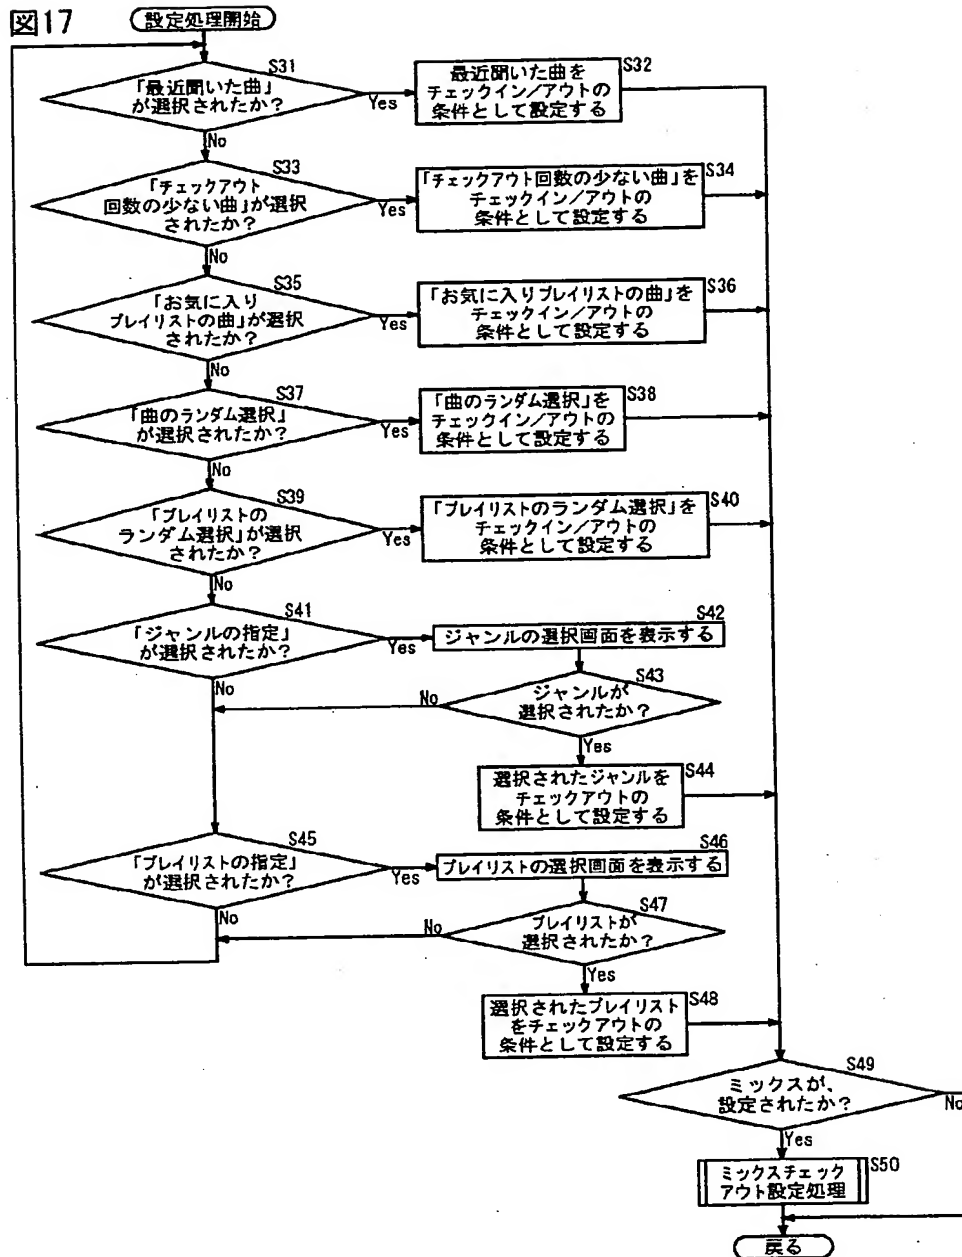 図17
設定処理開始
S31
「最近聞いた曲」
が選択されたか?
Yes
No
S32
最近聞いた曲を
チェックイン/アウトの
条件として設定する
S33
「チェックアウト
回数の少ない曲」が選択
されたか?
Yes
No
S34
「チェックアウト回数の少ない曲」を
チェックイン/アウトの
条件として設定する
S35
「お気に入り
プレイリストの曲」が選択
されたか?
Yes
No
S36
「お気に入りプレイリストの曲」を
チェックイン/アウトの
条件として設定する
S37
「曲のランダム選択」
が選択されたか?
Yes
No
S38
「曲のランダム選択」を
チェックイン/アウトの
条件として設定する
S39
「プレイリストの
ランダム選択」が選択
されたか?
Yes
No
S40
「プレイリストのランダム選択」を
チェックイン/アウトの
条件として設定する
S41
「ジャンルの指定」
が選択されたか?
Yes
No
S42
ジャンルの選択画面を表示する
S43
ジャンルが
選択されたか?
No
Yes
S44
選択されたジャンルを
チェックアウトの
条件として設定する
S45
「プレイリストの指定」
が選択されたか?
Yes
No
S46
プレイリストの選択画面を表示する
S47
プレイリストが
選択されたか?
No
Yes
S48
選択されたプレイリスト
をチェックアウトの
条件として設定する
S49
ミックスが、
設定されたか?
No
Yes
S50
ミックスチェック
アウト設定処理
戻る